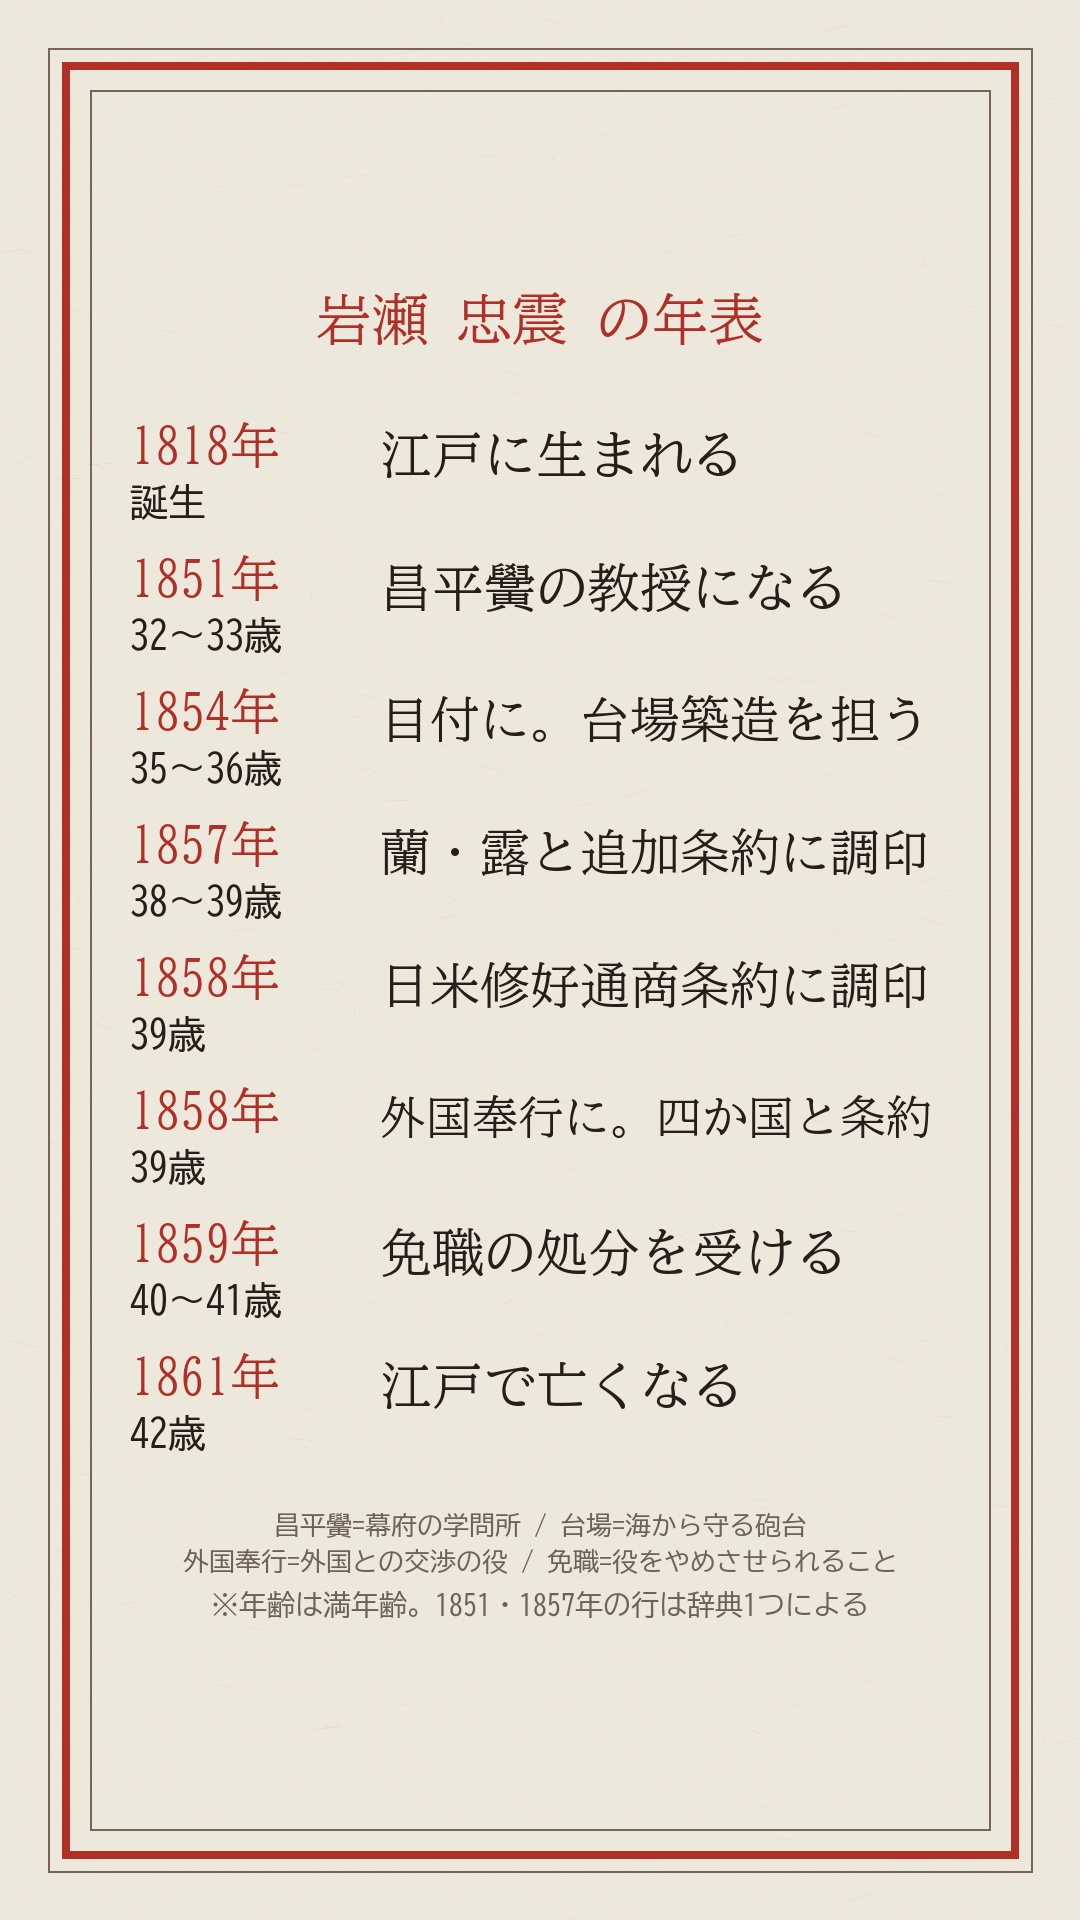 岩瀬 忠震 の年表
1818年 江戸に生まれる
誕生
1851年 昌平黌の教授になる
32〜33歳
1854年 目付に。台場築造を担う
35〜36歳
1857年 蘭・露と追加条約に調印
38〜39歳
1858年 日米修好通商条約に調印
39歳
1858年 外国奉行に。四か国と条約
39歳
1859年 免職の処分を受ける
40〜41歳
1861年 江戸で亡くなる
42歳
昌平黌=幕府の学問所 / 台場=海から守る砲台
外国奉行=外国との交渉の役 / 免職=役をやめさせられること
※年齢は満年齢。1851・1857年の行は辞典1つによる